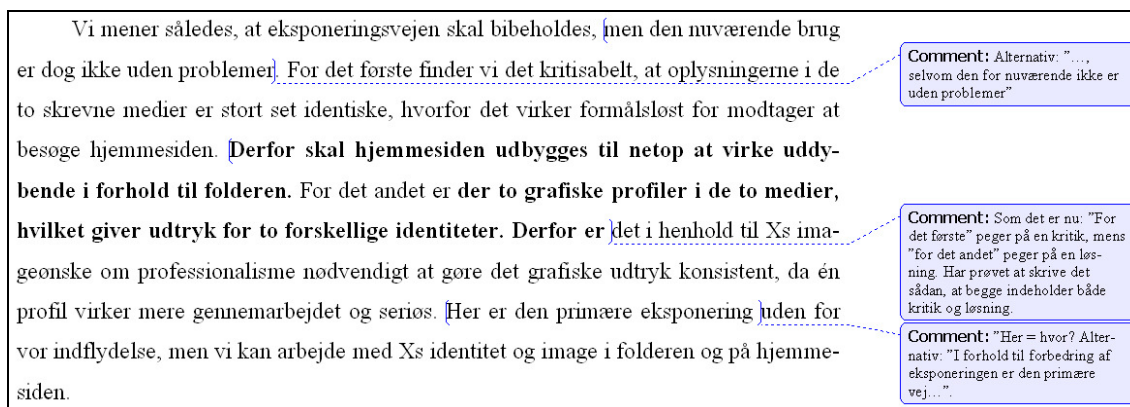 Vi mener således, at eksponeringsvejen skal bibeholdes, men den nuværende brug
er dog ikke uden problemer. For det første finder vi det kritisabelt, at oplysningerne i de
to skrevne medier er stort set identiske, hvorfor det virker formålsløst for modtager at
besøge hjemmesiden. Derfor skal hjemmesiden udbygges til netop at virke uddy-
bende i forhold til folderen. For det andet er der to grafiske profiler i de to medier,
hvilket giver udtryk for to forskellige identiteter. Derfor er det i henhold til Xs ima-
geønske om professionalisme nødvendigt at gøre det grafiske udtryk konsistent, da én
profil virker mere gennemarbejdet og seriøs. Her er den primære eksponering uden for
vor indflydelse, men vi kan arbejde med Xs identitet og image i folderen og på hjemme-
siden.
Comment: Alternativ: ”…,
selvom den for nuværende ikke er
uden problemer”
Comment: Som det er nu: ”For
det første” peger på en kritik, mens
”for det andet” peger på en løs-
ning. Har prøvet at skrive det
sådan, at begge indeholder både
kritik og løsning.
Comment: ”Her = hvor? Alter-
nativ: ”I forhold til forbedring af
eksponeringen er den primære
vej…”.